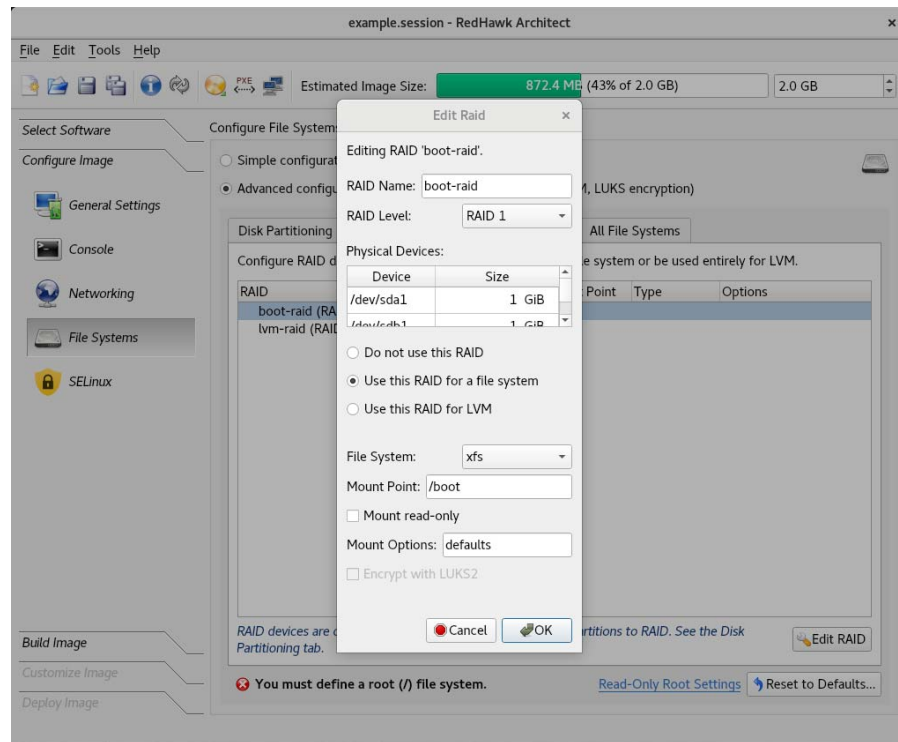 example.session - RedHawk Architect
File Edit Tools Help
PXE
Estimated Image Size:
872.4 MB (43% of 2.0 GB)
2.0 GB
Select Software
Configure Image
General Settings
Console
Networking
File Systems
SELinux
Build Image
Customize Image
Deploy Image
Configure File System
Simple configurat
Advanced configu
, LUKS encryption)
Disk Partitioning
All File Systems
Configure RAID d
e system or be used entirely for LVM.
RAID
Point Type Options
boot-raid (RA
lvm-raid (RAID
RAID devices are
rtitions to RAID. See the Disk
Partitioning tab.
Edit RAID
You must define a root (/) file system.
Read-Only Root Settings
Reset to Defaults...
Edit Raid
Editing RAID 'boot-raid'.
RAID Name: boot-raid
RAID Level: RAID 1
Physical Devices:
Device Size
/dev/sda1 1 GiB
/dev/sdb1 1 GiB
Do not use this RAID
Use this RAID for a file system
Use this RAID for LVM
File System: xfs
Mount Point: /boot
Mount read-only
Mount Options: defaults
Encrypt with LUKS2
Cancel
OK